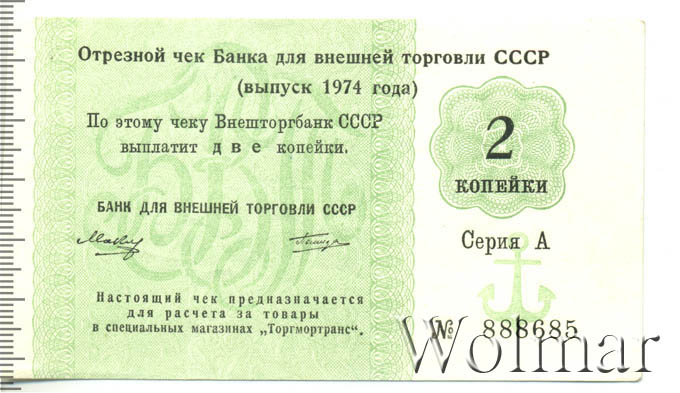 Отрезной чек Банка для внешней торговли СССР
(выпуск 1974 года)
По этому чеку Внешторгбанк СССР
выплатит две копейки.
2
КОПЕЙКИ
БАНК ДЛЯ ВНЕШНЕЙ ТОРГОВЛИ СССР
Серия А
Настоящий чек предназначается
для расчета за товары
в специальных магазинах „Торгмортранс“.
№ 888685
Wolmar